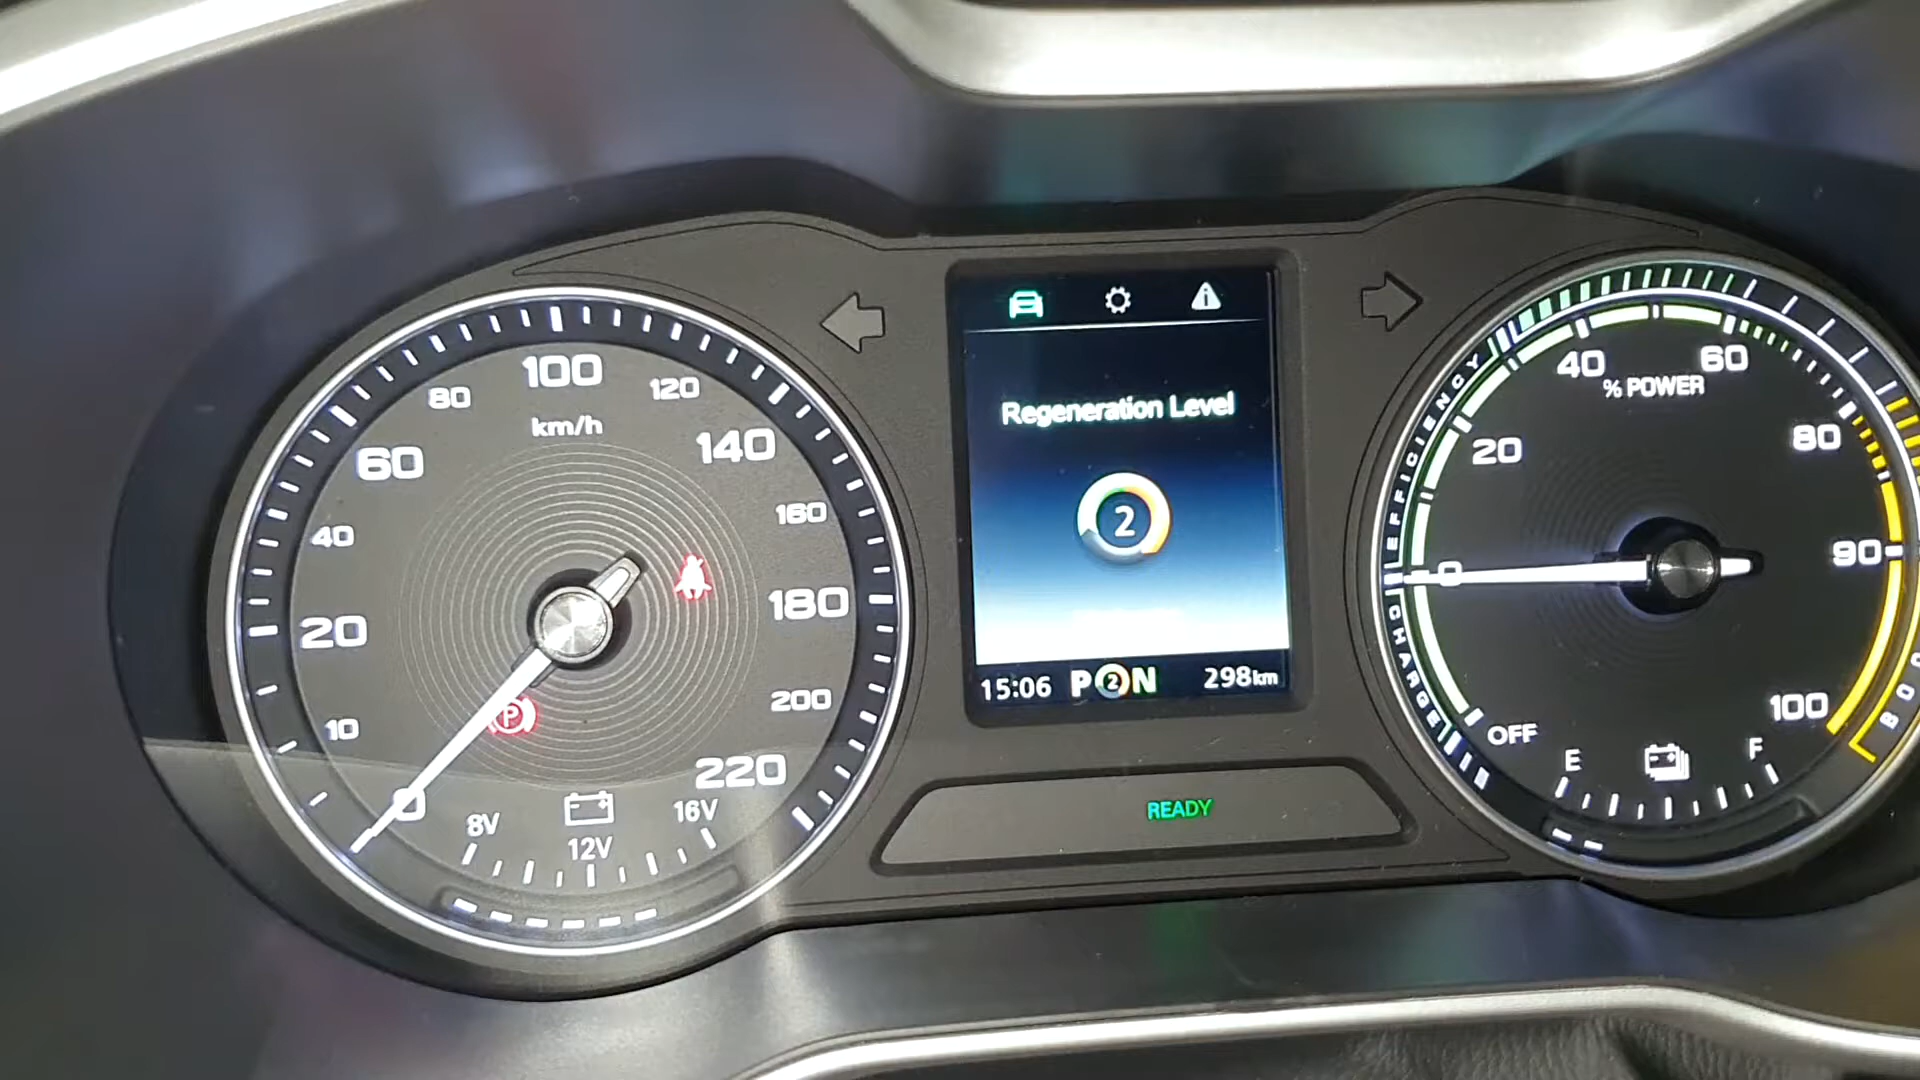 100
80
120
km/h
60
140
40
160
20
180
10
200
0
220
8V
12V
16V
P
Regeneration Level
2
15:06
P2N
298km
READY
EFFICIENCY
CHARGE
% POWER
OFF
0
20
40
60
80
90
100
E
F